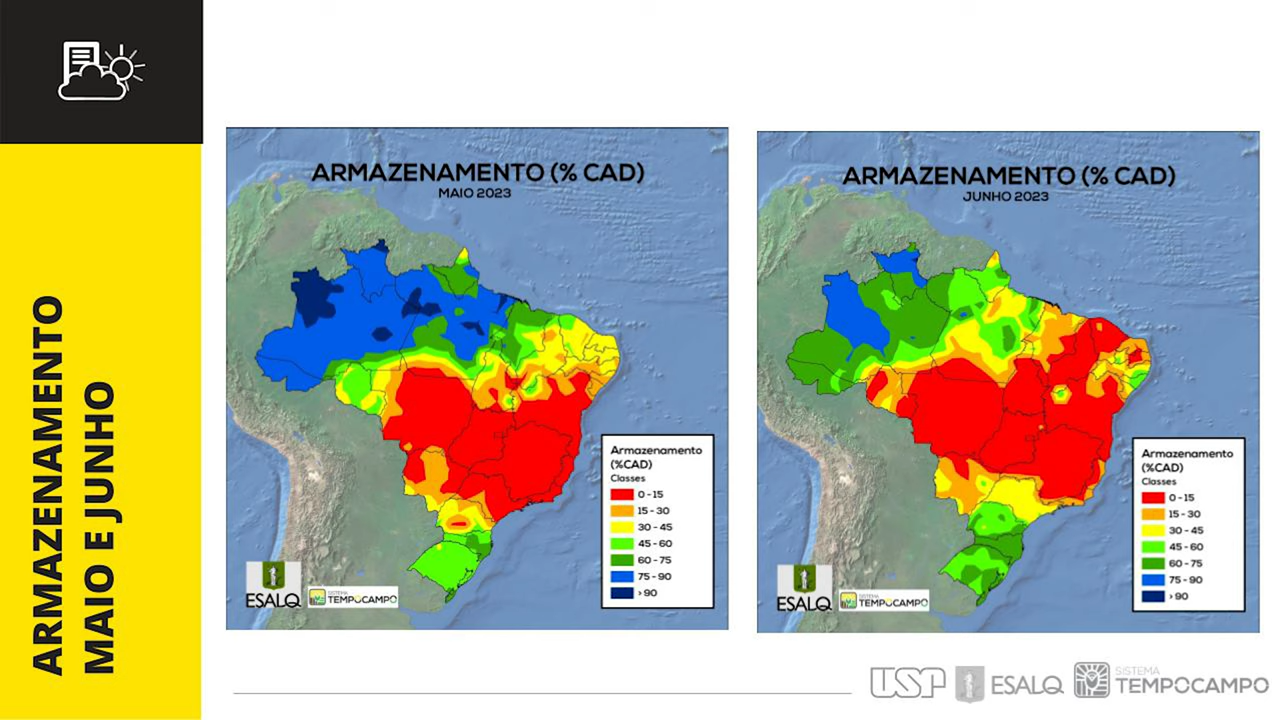 ARMAZENAMENTO
MAIO E JUNHO
ARMAZENAMENTO (% CAD)
MAIO 2023
Armazenamento
(%CAD)
Classes
0 - 15
15 - 30
30 - 45
45 - 60
60 - 75
75 - 90
> 90
ESALQ
SISTEMA
TEMPOCAMPO
ARMAZENAMENTO (% CAD)
JUNHO 2023
Armazenamento
(%CAD)
Classes
0 - 15
15 - 30
30 - 45
45 - 60
60 - 75
75 - 90
> 90
ESALQ
SISTEMA
TEMPOCAMPO
USP
ESALQ
SISTEMA
TEMPOCAMPO